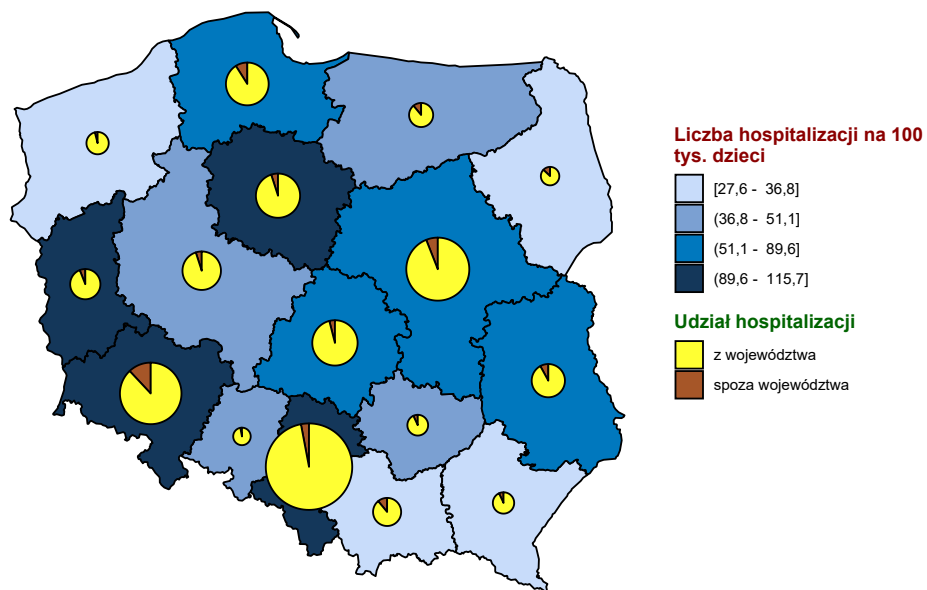 Liczba hospitalizacji na 100
tys. dzieci
[27,6 - 36,8]
(36,8 - 51,1]
(51,1 - 89,6]
(89,6 - 115,7]
Udział hospitalizacji
z województwa
spoza województwa